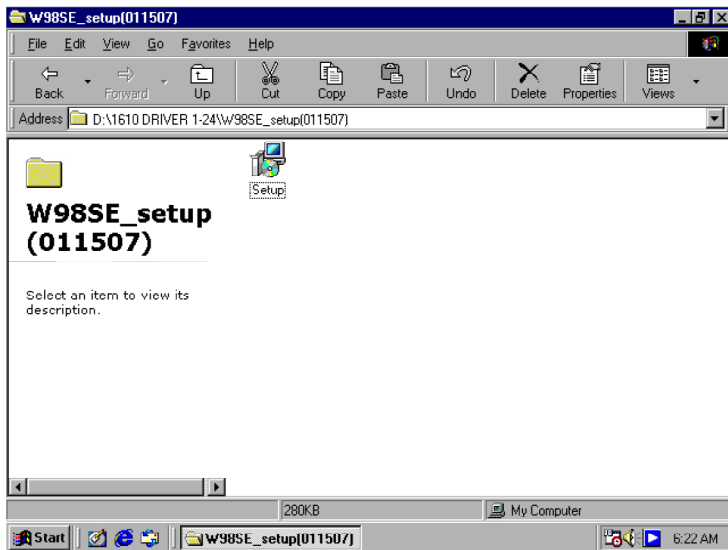 W98SE_setup(011507)
File Edit View Go Favorites Help
Back Forward Up Cut Copy Paste Undo Delete Properties Views
Address D:\1610 DRIVER 1-24\W98SE_setup(011507)
Setup
W98SE_setup
(011507)
Select an item to view its
description.
280KB My Computer
Start W98SE_setup(011507) 6:22 AM